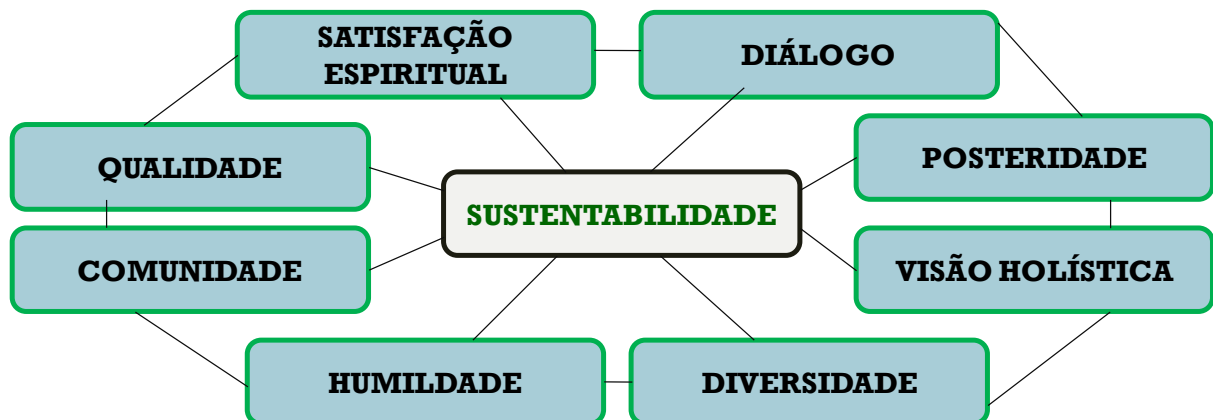 SATISFAÇÃO
ESPIRITUAL
DIÁLOGO
QUALIDADE
POSTERIDADE
SUSTENTABILIDADE
COMUNIDADE
VISÃO HOLÍSTICA
HUMILDADE
DIVERSIDADE